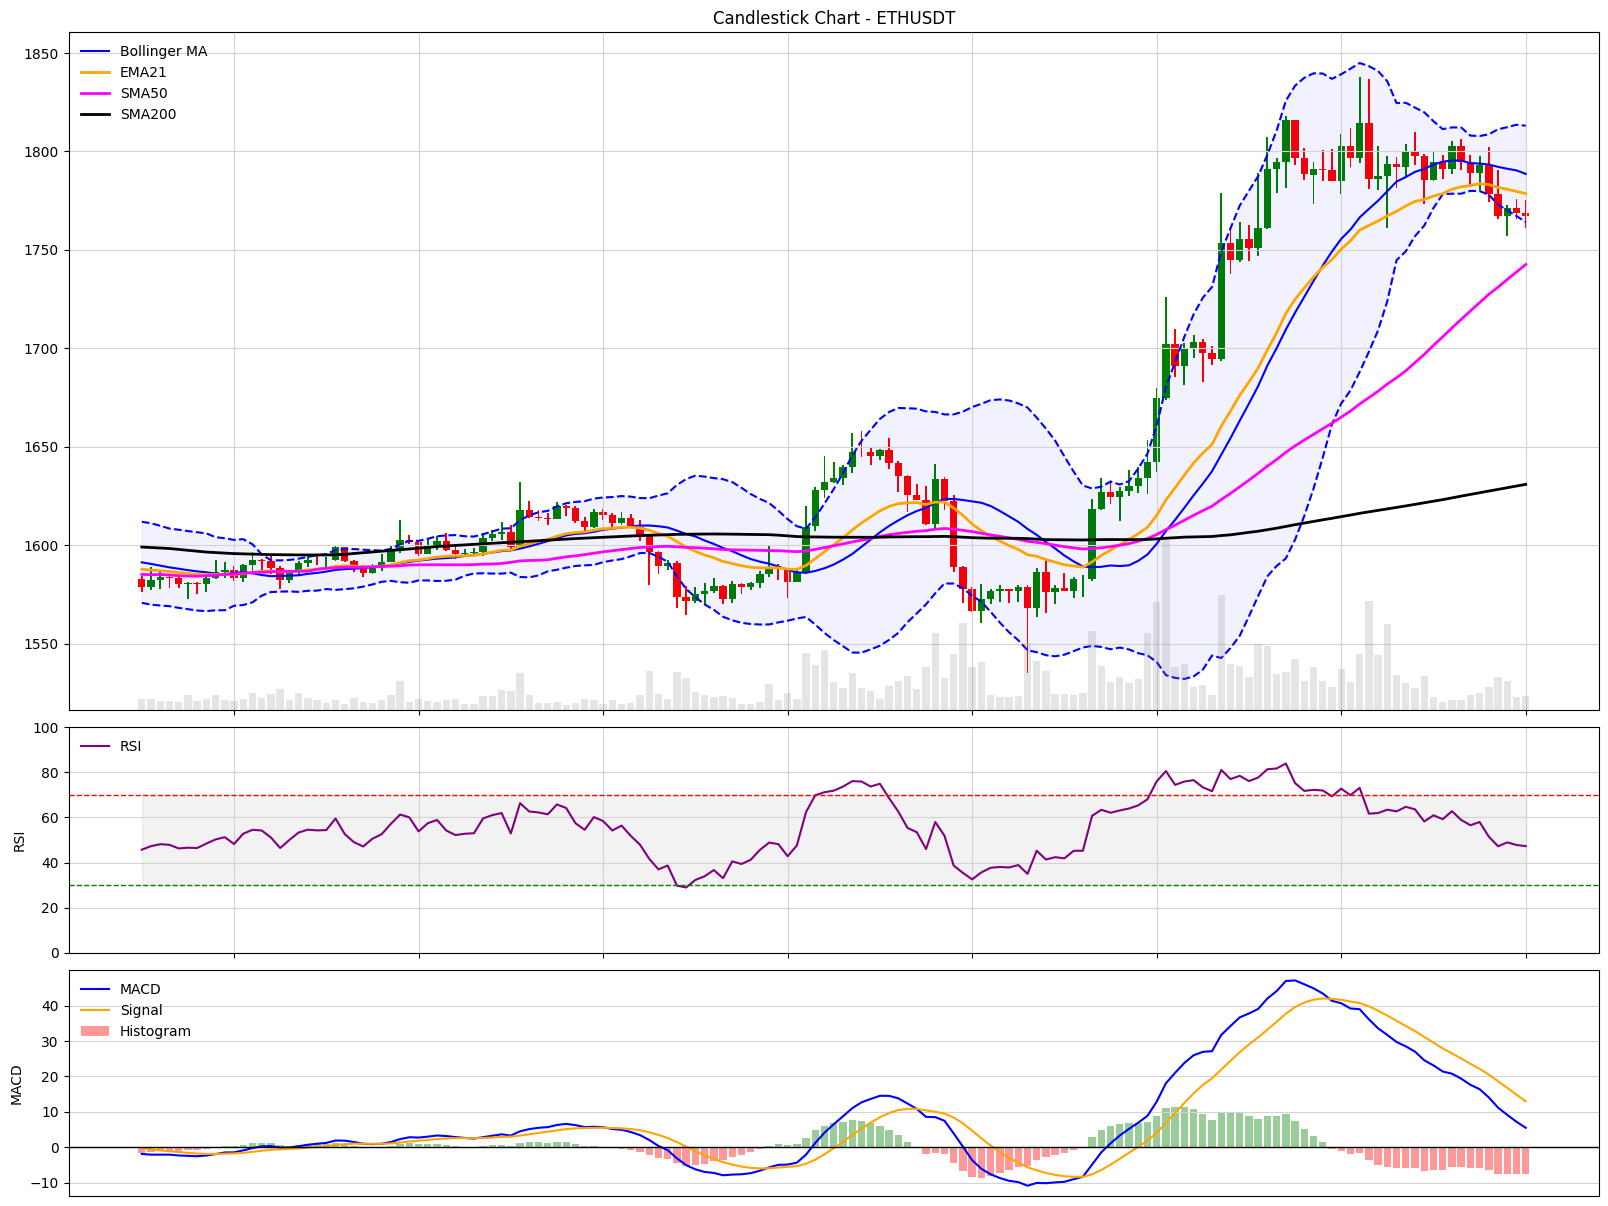 Candlestick Chart - ETHUSDT
Bollinger MA
EMA21
SMA50
SMA200
1850
1800
1750
1700
1650
1600
1550
RSI
RSI
100
80
60
40
20
0
MACD
Signal
Histogram
MACD
40
30
20
10
0
−10